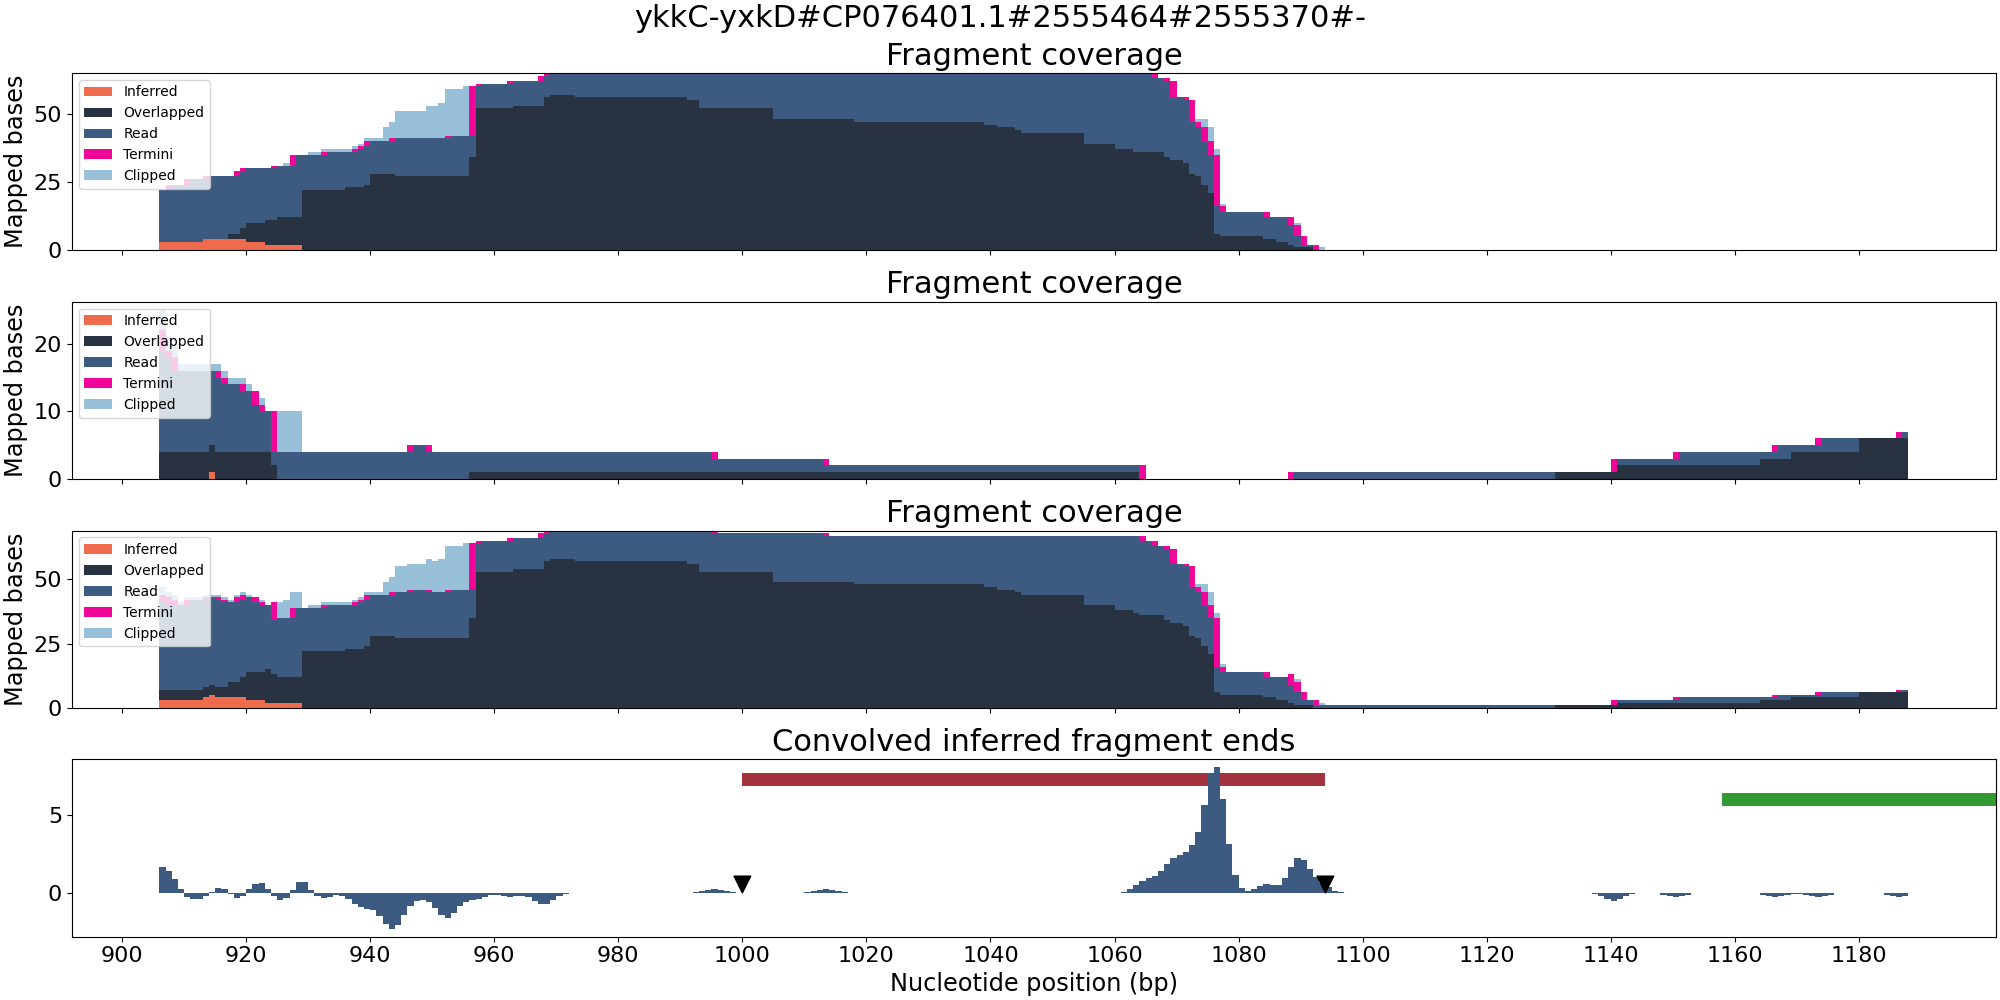 ykkC-yxkD#CP076401.1#2555464#2555370#-
Fragment coverage
Mapped bases
50
25
0
Inferred
Overlapped
Read
Termini
Clipped
Fragment coverage
Mapped bases
20
10
0
Inferred
Overlapped
Read
Termini
Clipped
Fragment coverage
Mapped bases
50
25
0
Inferred
Overlapped
Read
Termini
Clipped
Convolved inferred fragment ends
5
0
900 920 940 960 980 1000 1020 1040 1060 1080 1100 1120 1140 1160 1180
Nucleotide position (bp)